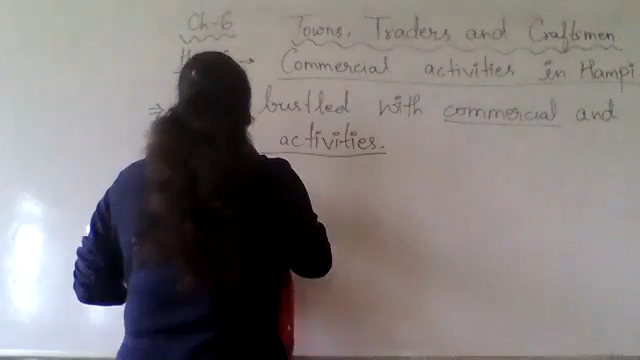 Ch-6 Towns, Traders and Craftsmen
→ Commercial activities in Hampi
⇒ bustled with commercial and
activities.